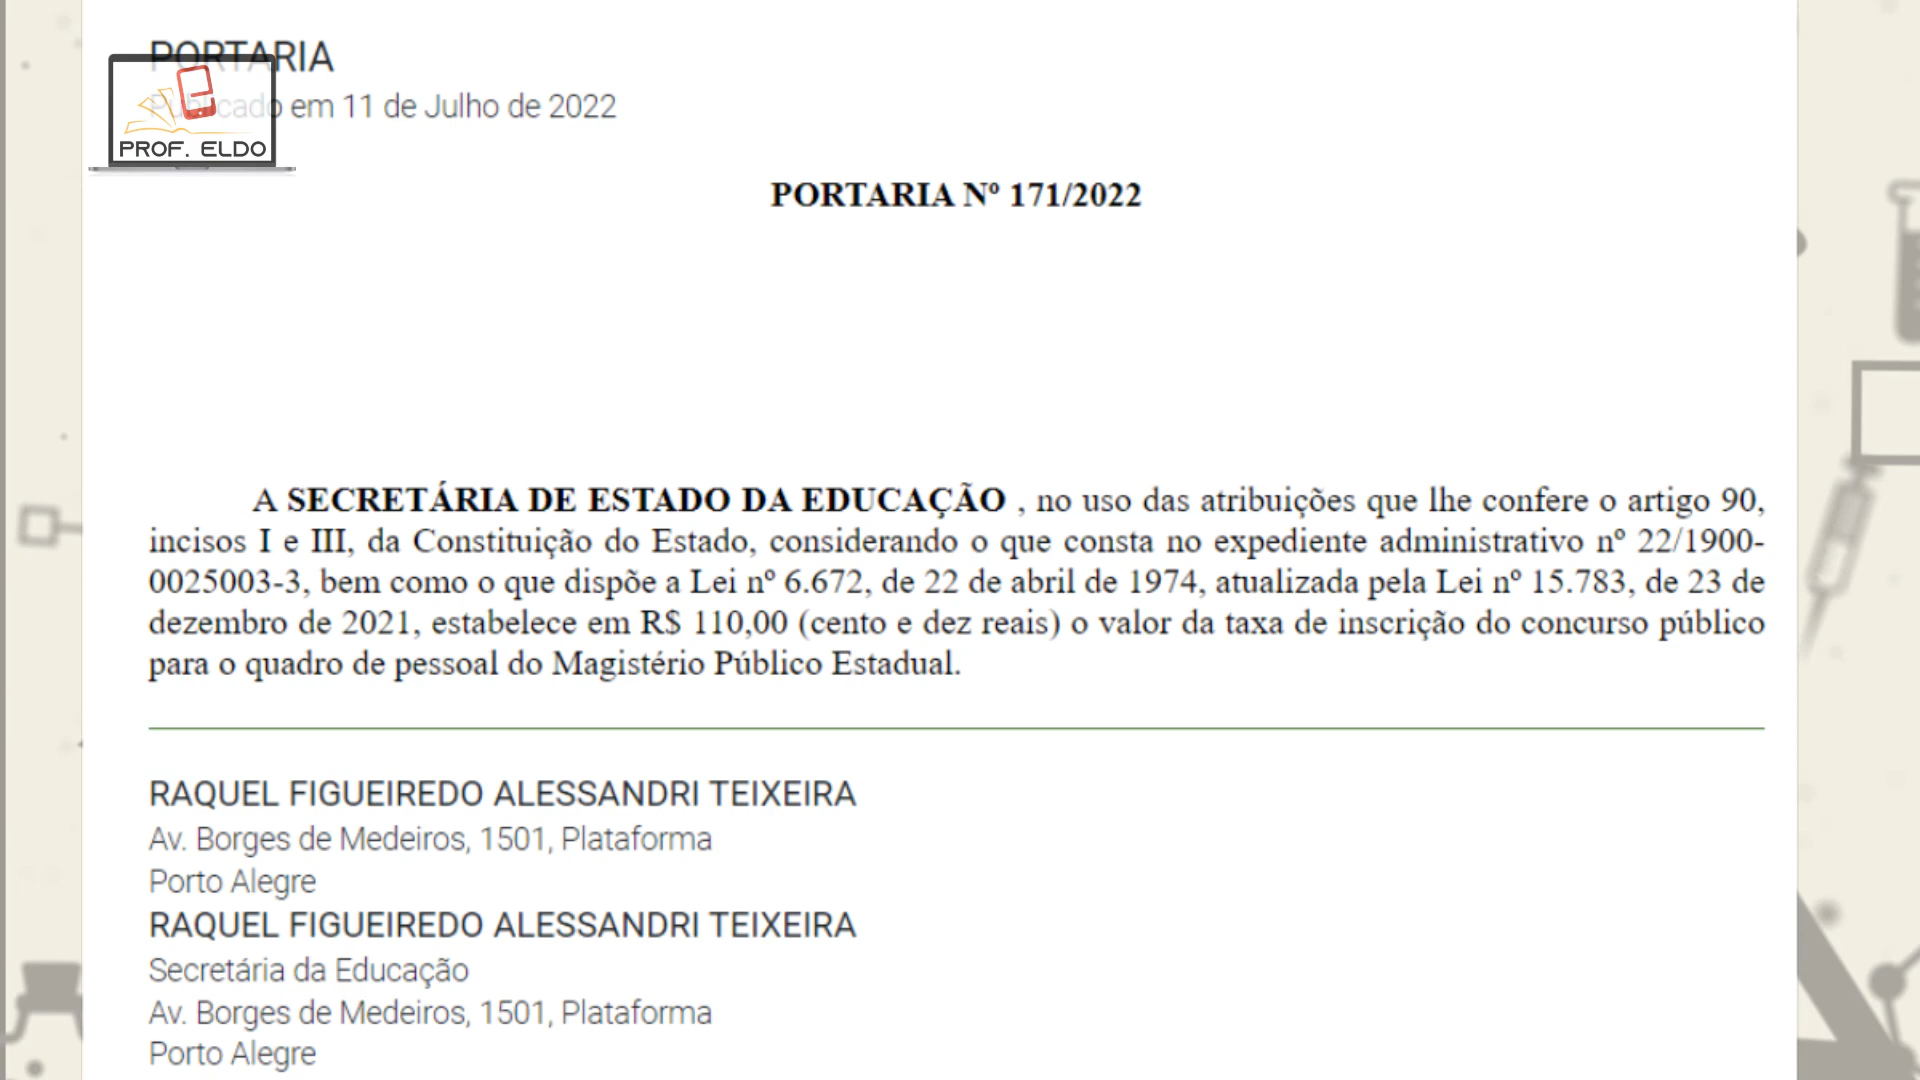 PORTARIA
Publicado em 11 de Julho de 2022
PROF. ELDO
PORTARIA Nº 171/2022
A SECRETÁRIA DE ESTADO DA EDUCAÇÃO , no uso das atribuições que lhe confere o artigo 90,
incisos I e III, da Constituição do Estado, considerando o que consta no expediente administrativo nº 22/1900-
0025003-3, bem como o que dispõe a Lei nº 6.672, de 22 de abril de 1974, atualizada pela Lei nº 15.783, de 23 de
dezembro de 2021, estabelece em R$ 110,00 (cento e dez reais) o valor da taxa de inscrição do concurso público
para o quadro de pessoal do Magistério Público Estadual.
RAQUEL FIGUEIREDO ALESSANDRI TEIXEIRA
Av. Borges de Medeiros, 1501, Plataforma
Porto Alegre
RAQUEL FIGUEIREDO ALESSANDRI TEIXEIRA
Secretária da Educação
Av. Borges de Medeiros, 1501, Plataforma
Porto Alegre